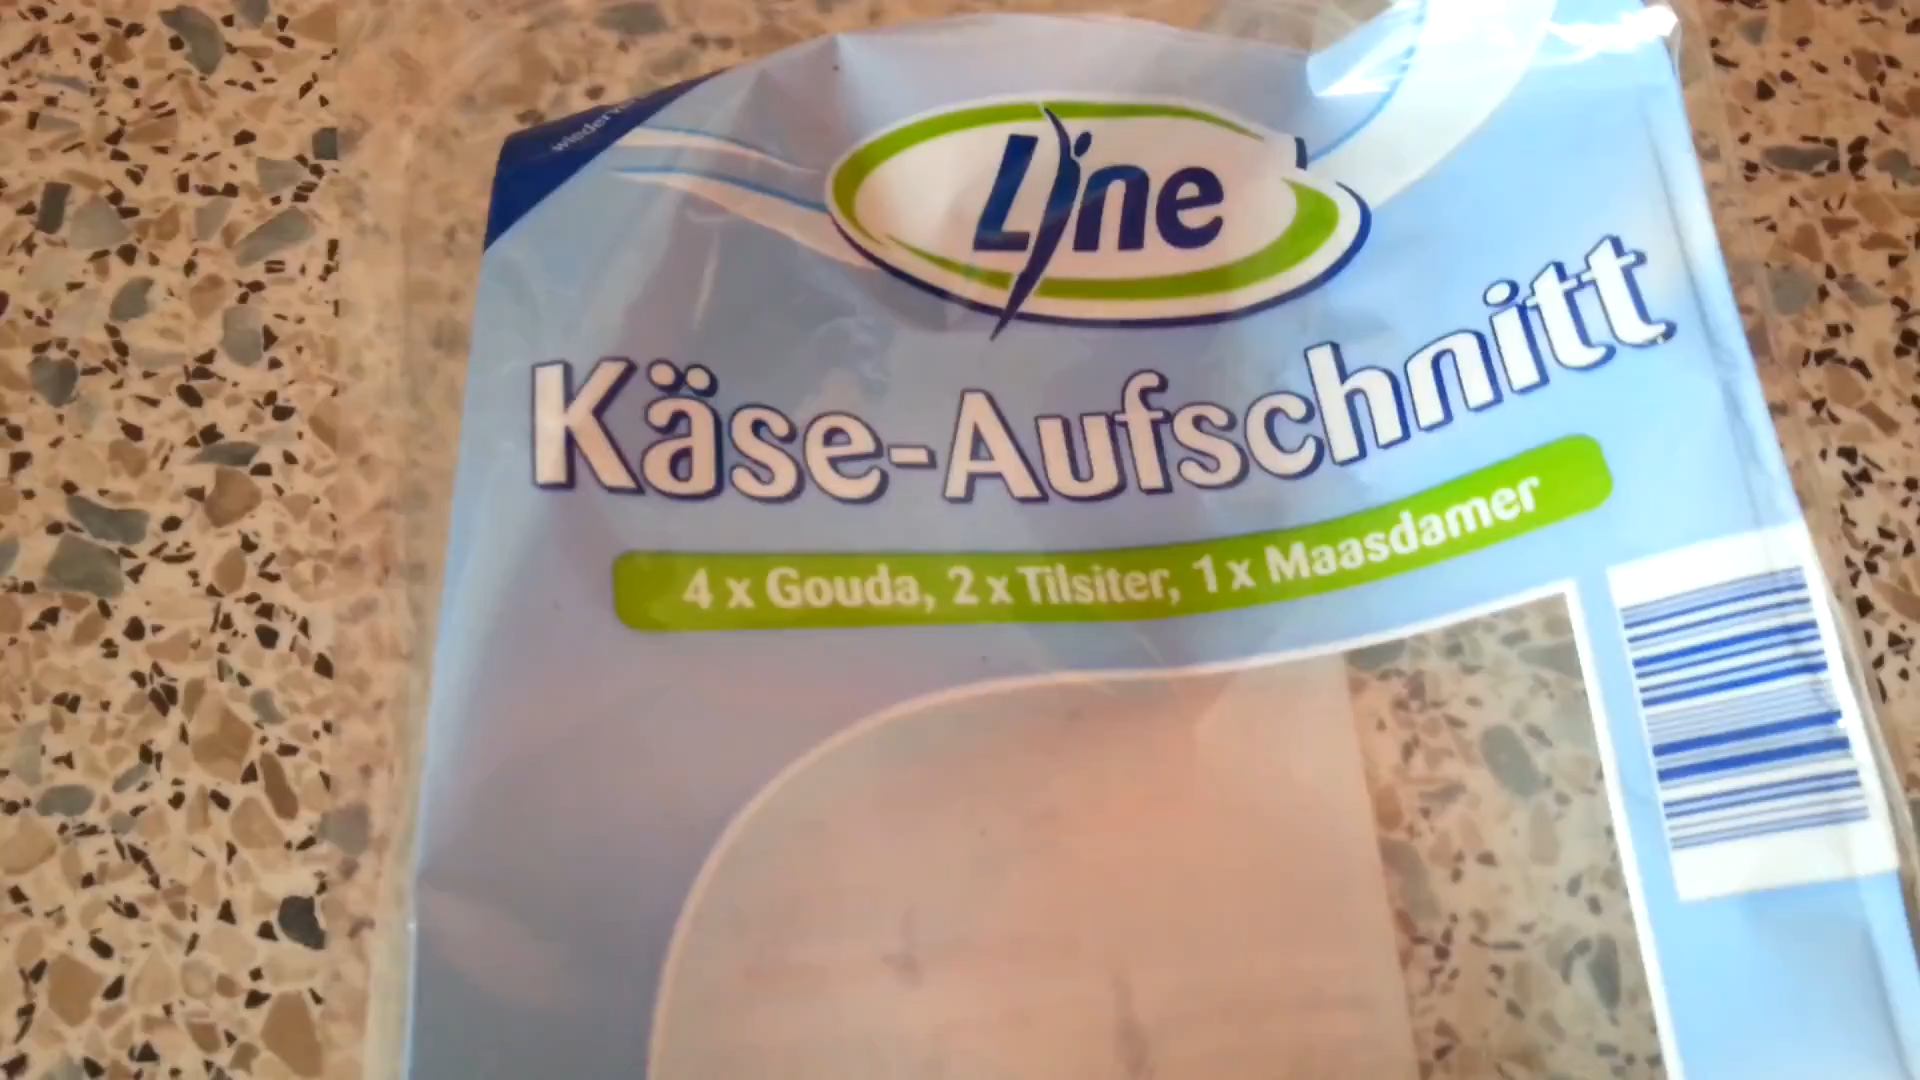 Line
Käse-Aufschnitt
4 x Gouda, 2 x Tilsiter, 1 x Maasdamer